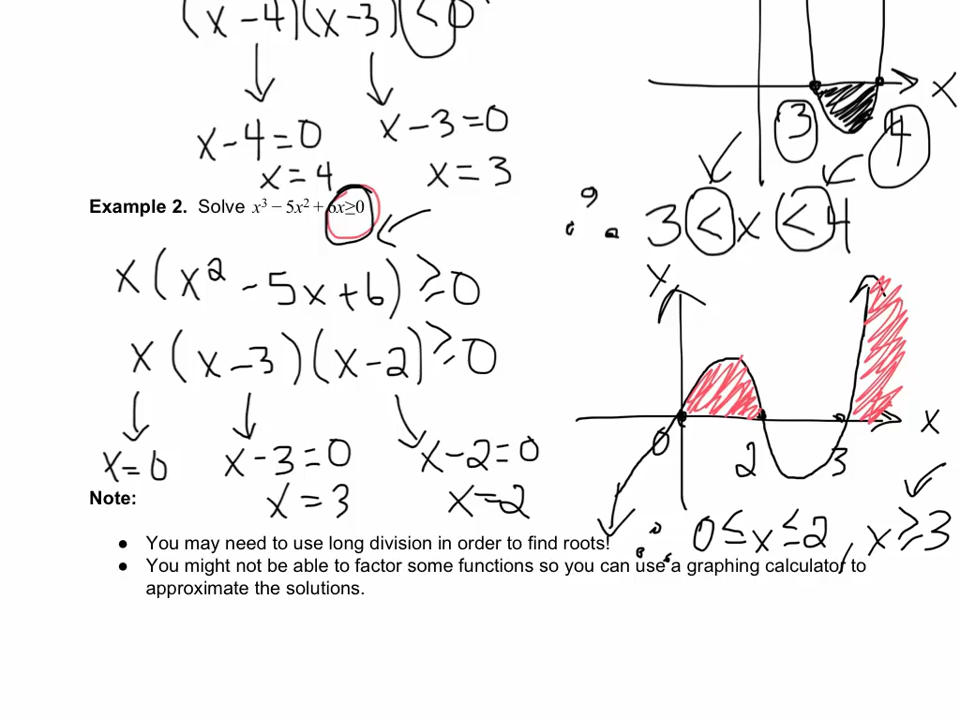 (x-4)(x-3)<0
x-4=0 x-3=0
x=4 x=3
x
3 4
∴ 3<x<4
Example 2. Solve x³ − 5x² + 6x≥0
x(x²-5x+6)≥0
x(x-3)(x-2)≥0
x=0 x-3=0 x-2=0
x=3 x=2
Y
x
0 2 3
∴ 0≤x≤2, x≥3
Note:
● You may need to use long division in order to find roots!
● You might not be able to factor some functions so you can use a graphing calculator to
approximate the solutions.